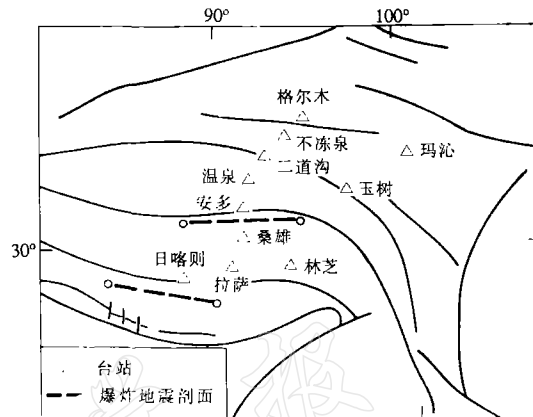 90°
100°
格尔木
不冻泉
二道沟
玛沁
温泉
玉树
安多
桑雄
30°
日喀则
林芝
拉萨
台站
爆炸地震剖面
报